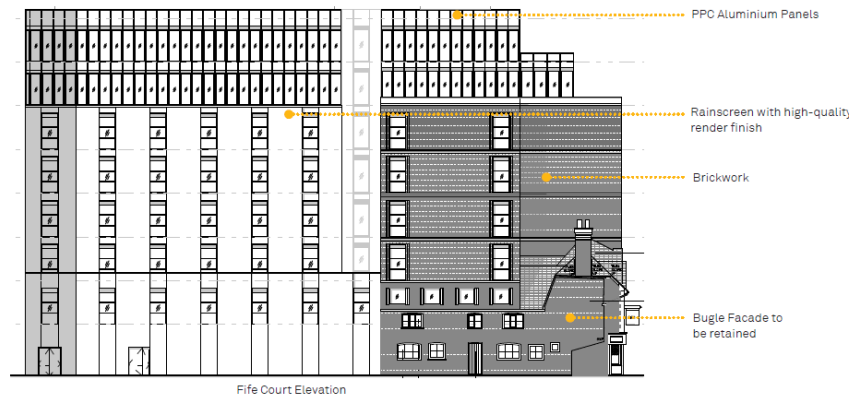 PPC Aluminium Panels
Rainscreen with high-quality
render finish
Brickwork
Bugle Facade to
be retained
Fife Court Elevation